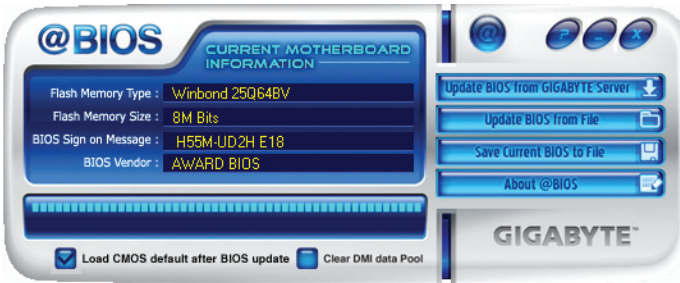 @BIOS
CURRENT MOTHERBOARD
INFORMATION
Flash Memory Type : Winbond 25Q64BV
Flash Memory Size : 8M Bits
BIOS Sign on Message : H55M-UD2H E18
BIOS Vendor : AWARD BIOS
Load CMOS default after BIOS update
Clear DMI data Pool
@
?
_
X
Update BIOS from GIGABYTE Server
Update BIOS from File
Save Current BIOS to File
About @BIOS
GIGABYTE™